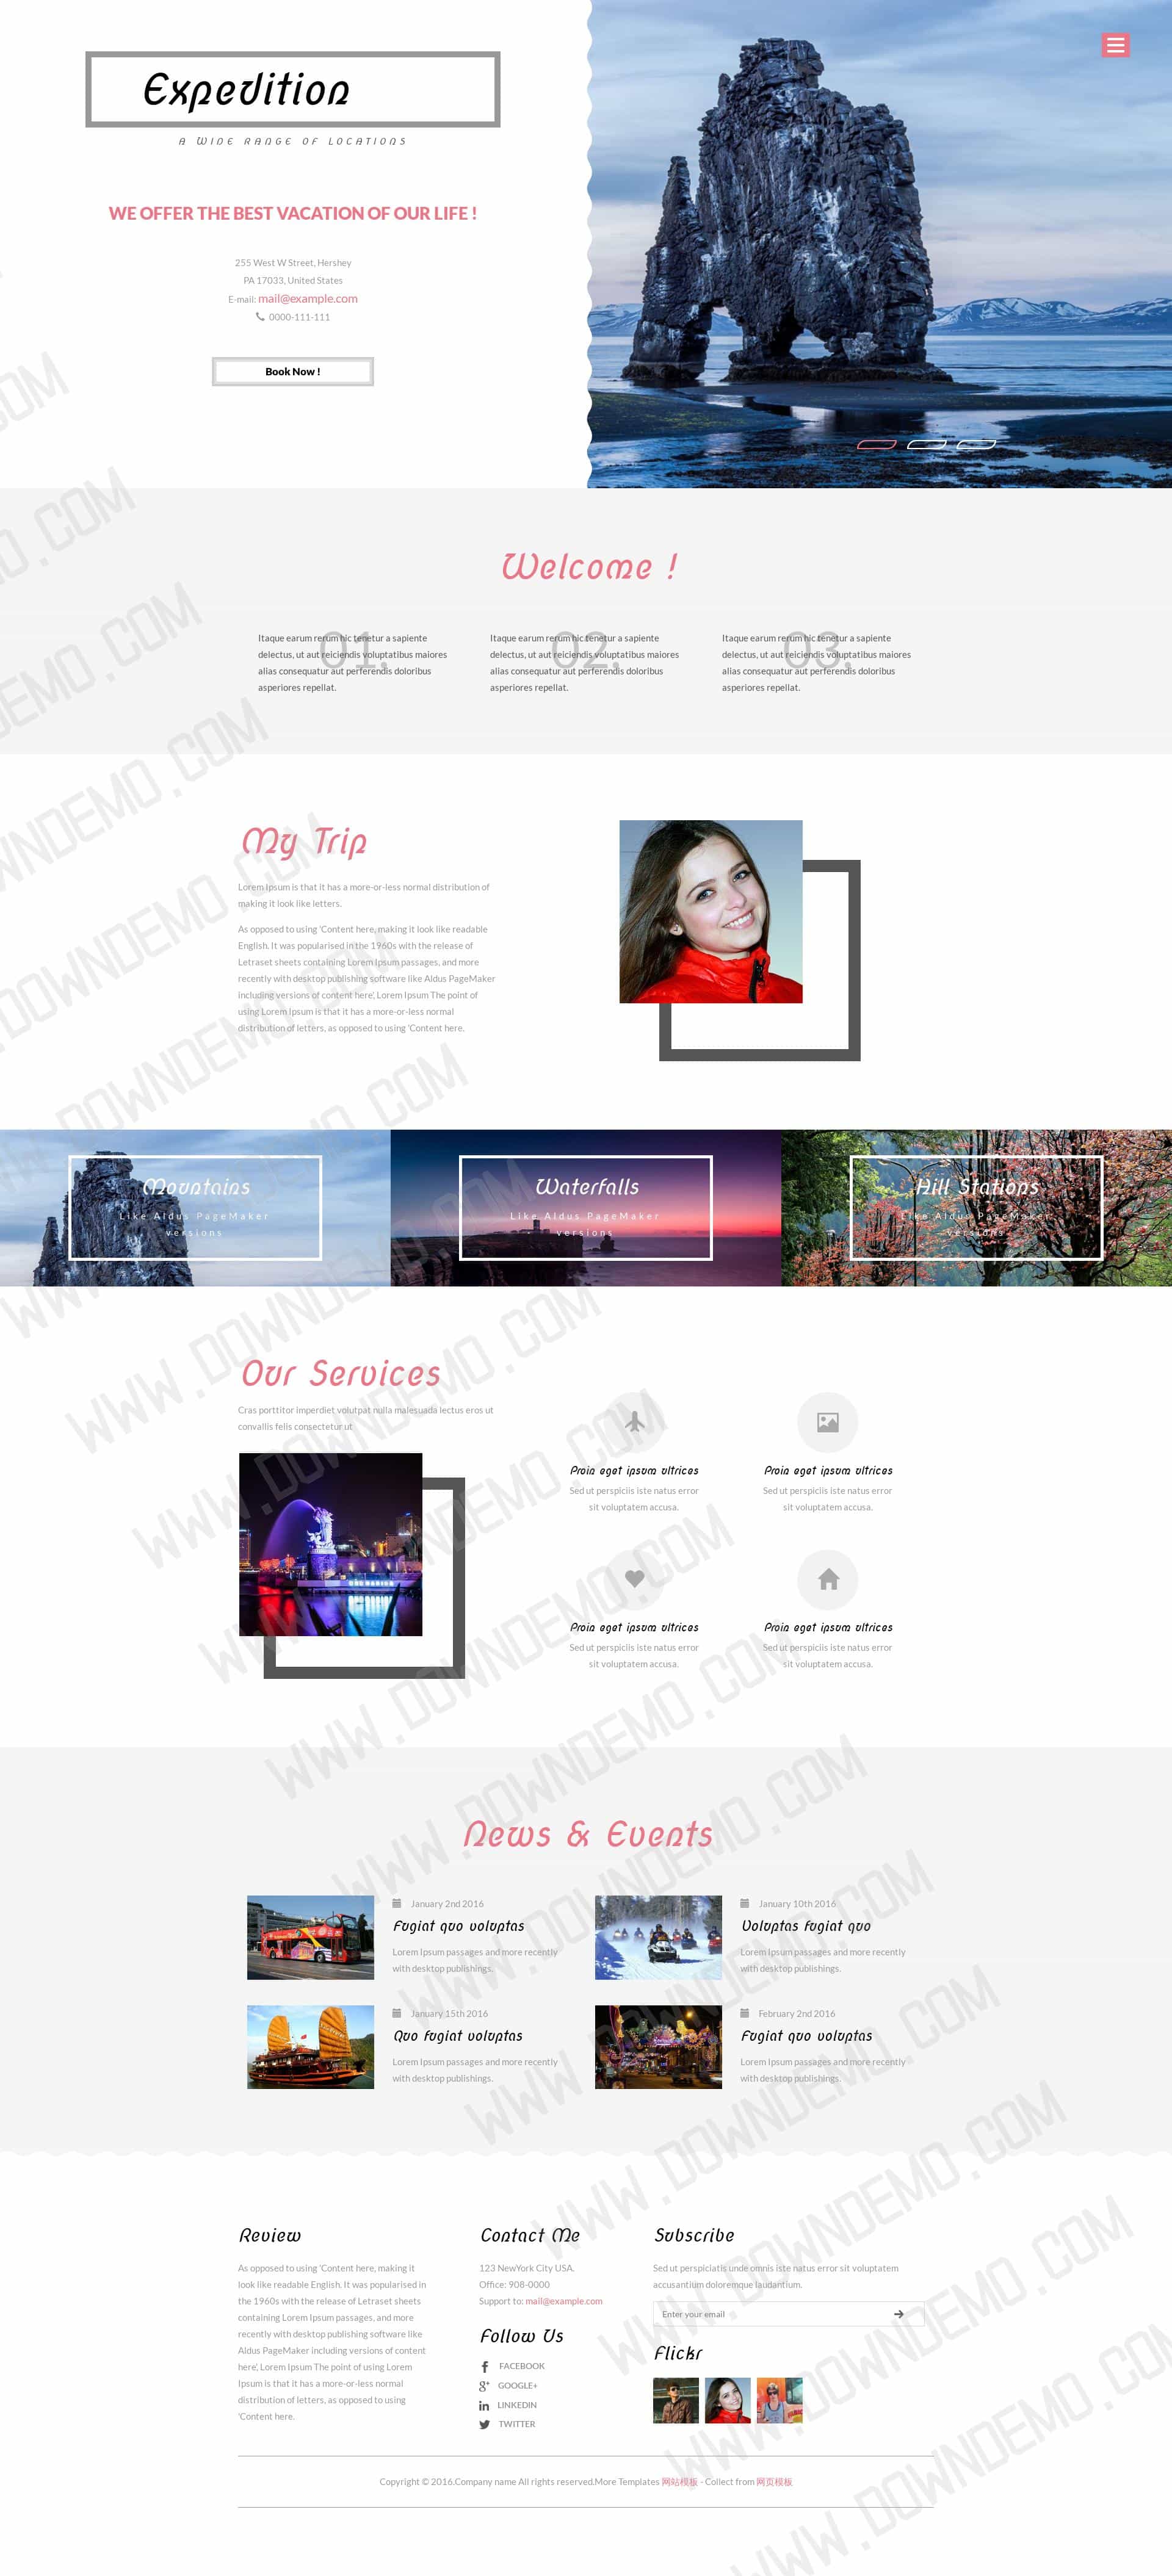 Expedition
A WIDE RANGE OF LOCATIONS
WE OFFER THE BEST VACATION OF OUR LIFE !
255 West W Street, Hershey
PA 17033, United States
E-mail: mail@example.com
0000-111-111
Book Now !
Welcome !
01.
Itaque earum rerum hic tenetur a sapiente
delectus, ut aut reiciendis voluptatibus maiores
alias consequatur aut perferendis doloribus
asperiores repellat.
02.
Itaque earum rerum hic tenetur a sapiente
delectus, ut aut reiciendis voluptatibus maiores
alias consequatur aut perferendis doloribus
asperiores repellat.
03.
Itaque earum rerum hic tenetur a sapiente
delectus, ut aut reiciendis voluptatibus maiores
alias consequatur aut perferendis doloribus
asperiores repellat.
My Trip
Lorem Ipsum is that it has a more-or-less normal distribution of
making it look like letters.
As opposed to using 'Content here, making it look like readable
English. It was popularised in the 1960s with the release of
Letraset sheets containing Lorem Ipsum passages, and more
recently with desktop publishing software like Aldus PageMaker
including versions of content here', Lorem Ipsum The point of
using Lorem Ipsum is that it has a more-or-less normal
distribution of letters, as opposed to using 'Content here.
Mountains
Like Aldus PageMaker
versions
Waterfalls
Like Aldus PageMaker
versions
Hill Stations
Like Aldus PageMaker
versions
Our Services
Cras porttitor imperdiet volutpat nulla malesuada lectus eros ut
convallis felis consectetur ut
Proin eget ipsum ultrices
Sed ut perspiciis iste natus error
sit voluptatem accusa.
Proin eget ipsum ultrices
Sed ut perspiciis iste natus error
sit voluptatem accusa.
Proin eget ipsum ultrices
Sed ut perspiciis iste natus error
sit voluptatem accusa.
Proin eget ipsum ultrices
Sed ut perspiciis iste natus error
sit voluptatem accusa.
News & Events
January 2nd 2016
Fugiat quo voluptas
Lorem Ipsum passages and more recently
with desktop publishings.
January 10th 2016
Voluptas fugiat quo
Lorem Ipsum passages and more recently
with desktop publishings.
January 15th 2016
Quo fugiat voluptas
Lorem Ipsum passages and more recently
with desktop publishings.
February 2nd 2016
Fugiat quo voluptas
Lorem Ipsum passages and more recently
with desktop publishings.
Review
As opposed to using 'Content here, making it
look like readable English. It was popularised in
the 1960s with the release of Letraset sheets
containing Lorem Ipsum passages, and more
recently with desktop publishing software like
Aldus PageMaker including versions of content
here', Lorem Ipsum The point of using Lorem
Ipsum is that it has a more-or-less normal
distribution of letters, as opposed to using
'Content here.
Contact Me
123 NewYork City USA.
Office: 908-0000
Support to: mail@example.com
Follow Us
FACEBOOK
GOOGLE+
LINKEDIN
TWITTER
Subscribe
Sed ut perspiciatis unde omnis iste natus error sit voluptatem
accusantium doloremque laudantium.
Enter your email
Flickr
Copyright © 2016.Company name All rights reserved.More Templates 网站模板 - Collect from 网页模板
WWW.DOWNDEMO.COM